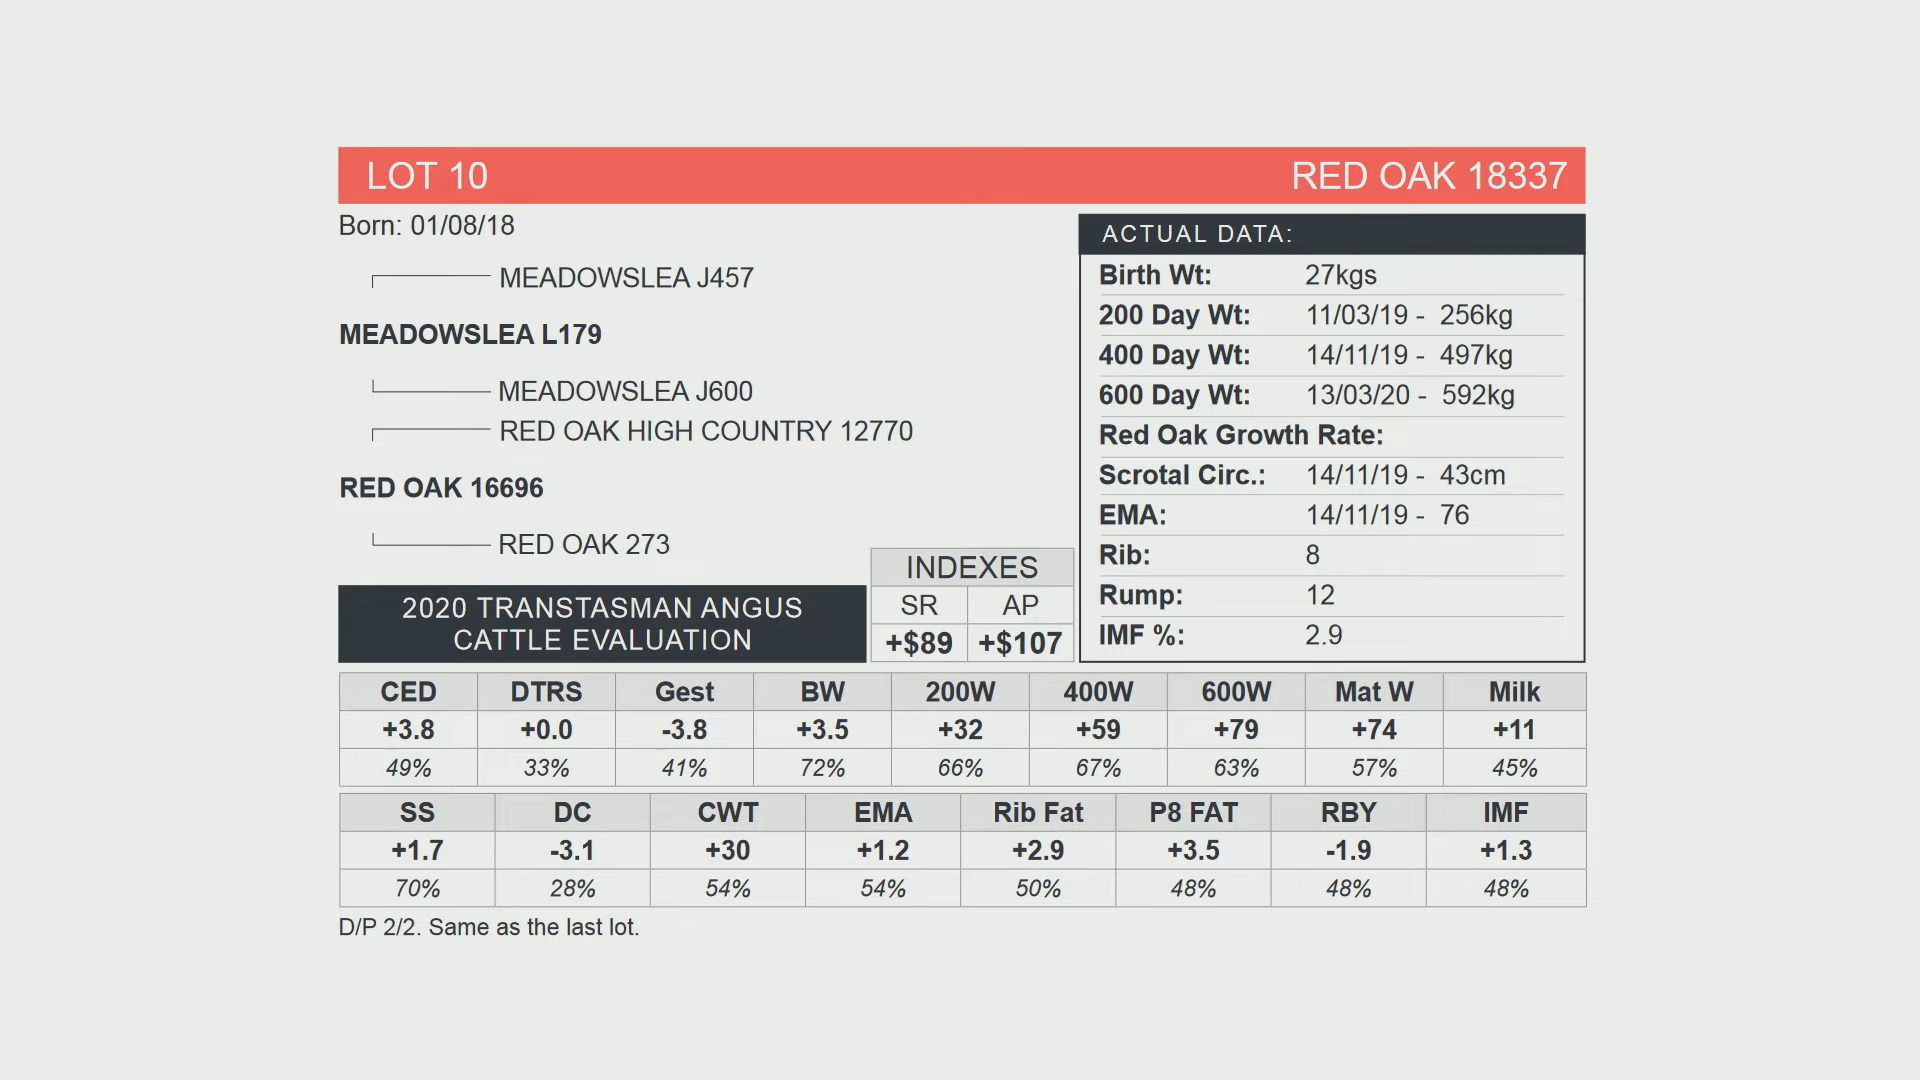 LOT 10 RED OAK 18337
Born: 01/08/18
MEADOWSLEA J457
MEADOWSLEA L179
MEADOWSLEA J600
RED OAK HIGH COUNTRY 12770
RED OAK 16696
RED OAK 273
ACTUAL DATA:
Birth Wt: 27kgs
200 Day Wt: 11/03/19 - 256kg
400 Day Wt: 14/11/19 - 497kg
600 Day Wt: 13/03/20 - 592kg
Red Oak Growth Rate:
Scrotal Circ.: 14/11/19 - 43cm
EMA: 14/11/19 - 76
Rib: 8
Rump: 12
IMF %: 2.9
2020 TRANSTASMAN ANGUS
CATTLE EVALUATION
INDEXES
SR AP
+$89 +$107
CED DTRS Gest BW 200W 400W 600W Mat W Milk
+3.8 +0.0 -3.8 +3.5 +32 +59 +79 +74 +11
49% 33% 41% 72% 66% 67% 63% 57% 45%
SS DC CWT EMA Rib Fat P8 FAT RBY IMF
+1.7 -3.1 +30 +1.2 +2.9 +3.5 -1.9 +1.3
70% 28% 54% 54% 50% 48% 48% 48%
D/P 2/2. Same as the last lot.